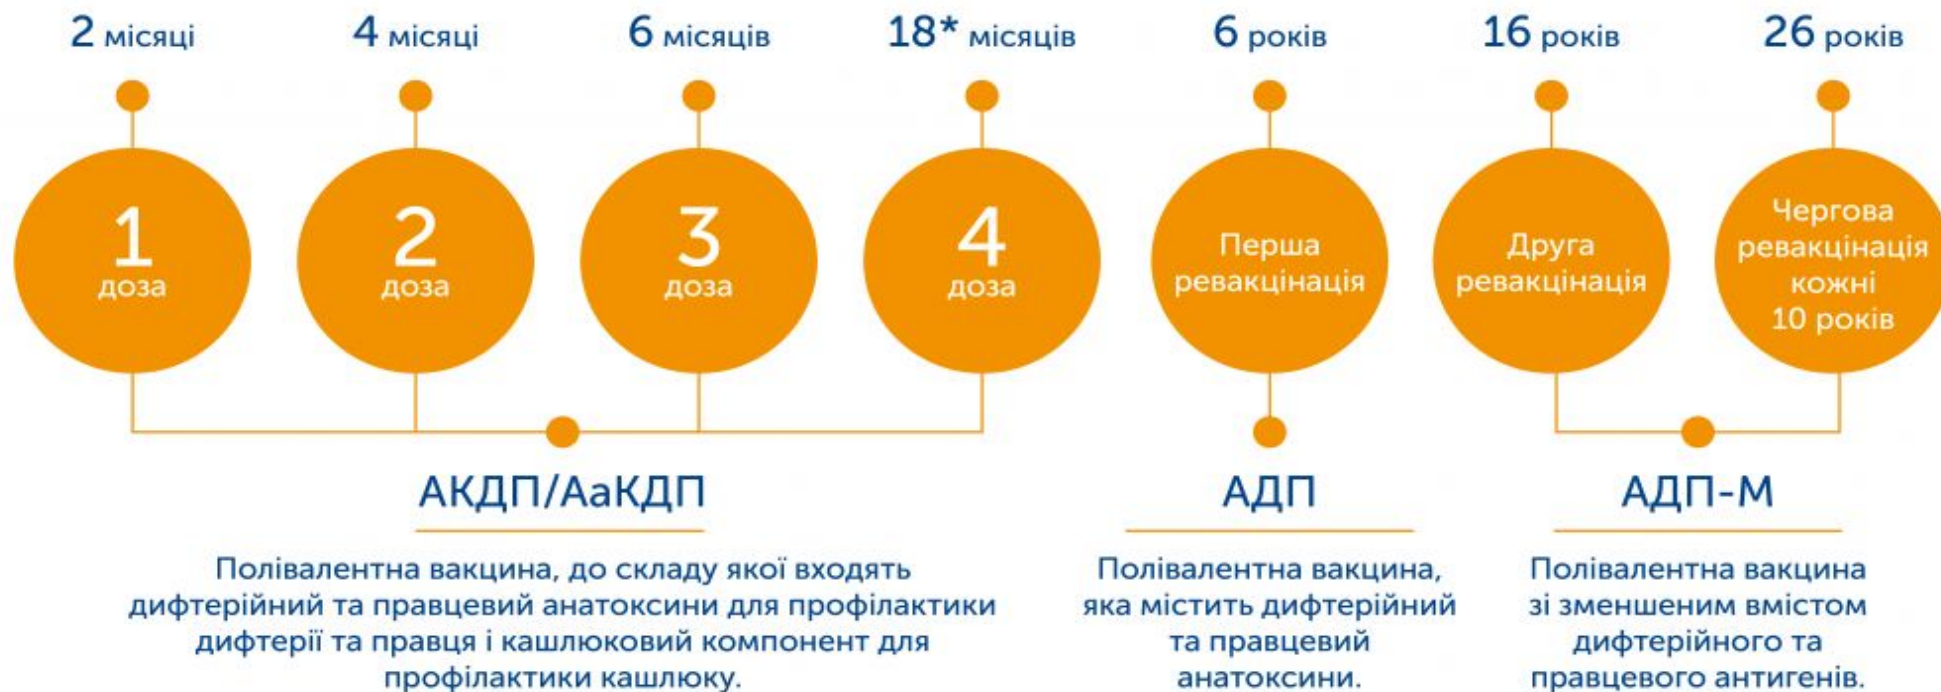 2 місяці
4 місяці
6 місяців
18* місяців
6 років
16 років
26 років
1
доза
2
доза
3
доза
4
доза
Перша
ревакцінація
Друга
ревакцінація
Чергова
ревакцінація
кожні
10 років
АКДП/АаКДП
Полівалентна вакцина, до складу якої входять
дифтерійний та правцевий анатоксини для профілактики
дифтерії та правця і кашлюковий компонент для
профілактики кашлюку.
АДП
Полівалентна вакцина,
яка містить дифтерійний
та правцевий
анатоксини.
АДП-М
Полівалентна вакцина
зі зменшеним вмістом
дифтерійного та
правцевого антигенів.